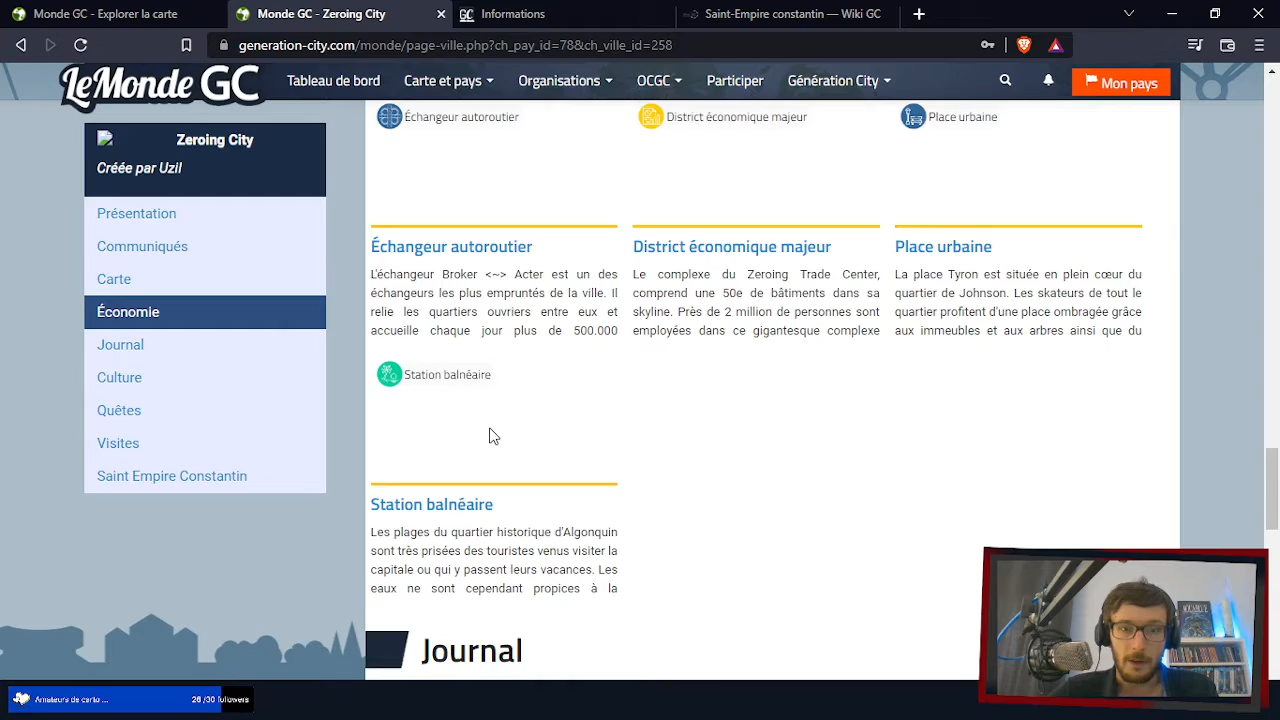 Monde GC - Explorer la carte
Monde GC - Zeroing City
GC Informations
Saint-Empire constantin — Wiki GC
generation-city.com/monde/page-ville.php?ch_pay_id=78&ch_ville_id=258
LeMonde GC
Tableau de bord
Carte et pays
Organisations
OCGC
Participer
Génération City
Mon pays
Zeroing City
Créée par Uzil
Présentation
Communiqués
Carte
Économie
Journal
Culture
Quêtes
Visites
Saint Empire Constantin
Échangeur autoroutier
District économique majeur
Place urbaine
Échangeur autoroutier
L'échangeur Broker <~> Acter est un des
échangeurs les plus empruntés de la ville. Il
relie les quartiers ouvriers entre eux et
accueille chaque jour plus de 500.000
District économique majeur
Le complexe du Zeroing Trade Center,
comprend une 50e de bâtiments dans sa
skyline. Près de 2 million de personnes sont
employées dans ce gigantesque complexe
Place urbaine
La place Tyron est située en plein cœur du
quartier de Johnson. Les skateurs de tout le
quartier profitent d'une place ombragée grâce
aux immeubles et aux arbres ainsi que du
Station balnéaire
Station balnéaire
Les plages du quartier historique d'Algonquin
sont très prisées des touristes venus visiter la
capitale ou qui y passent leurs vacances. Les
eaux ne sont cependant propices à la
Journal
Amateurs de carto ...
26 /30 followers